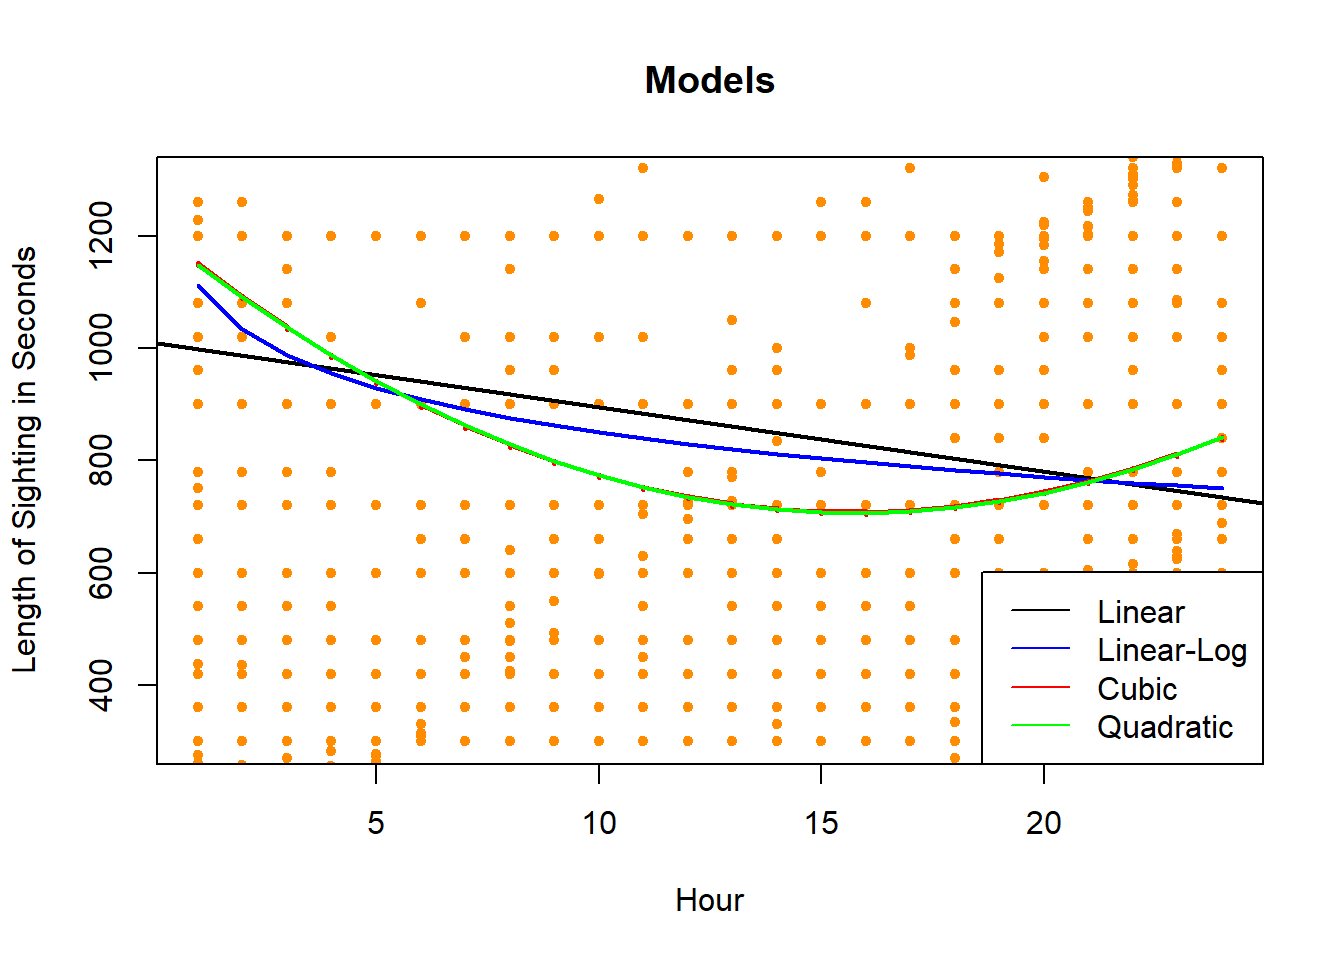 Models
Length of Sighting in Seconds
1200
1000
800
600
400
5 10 15 20
Hour
Linear
Linear-Log
Cubic
Quadratic